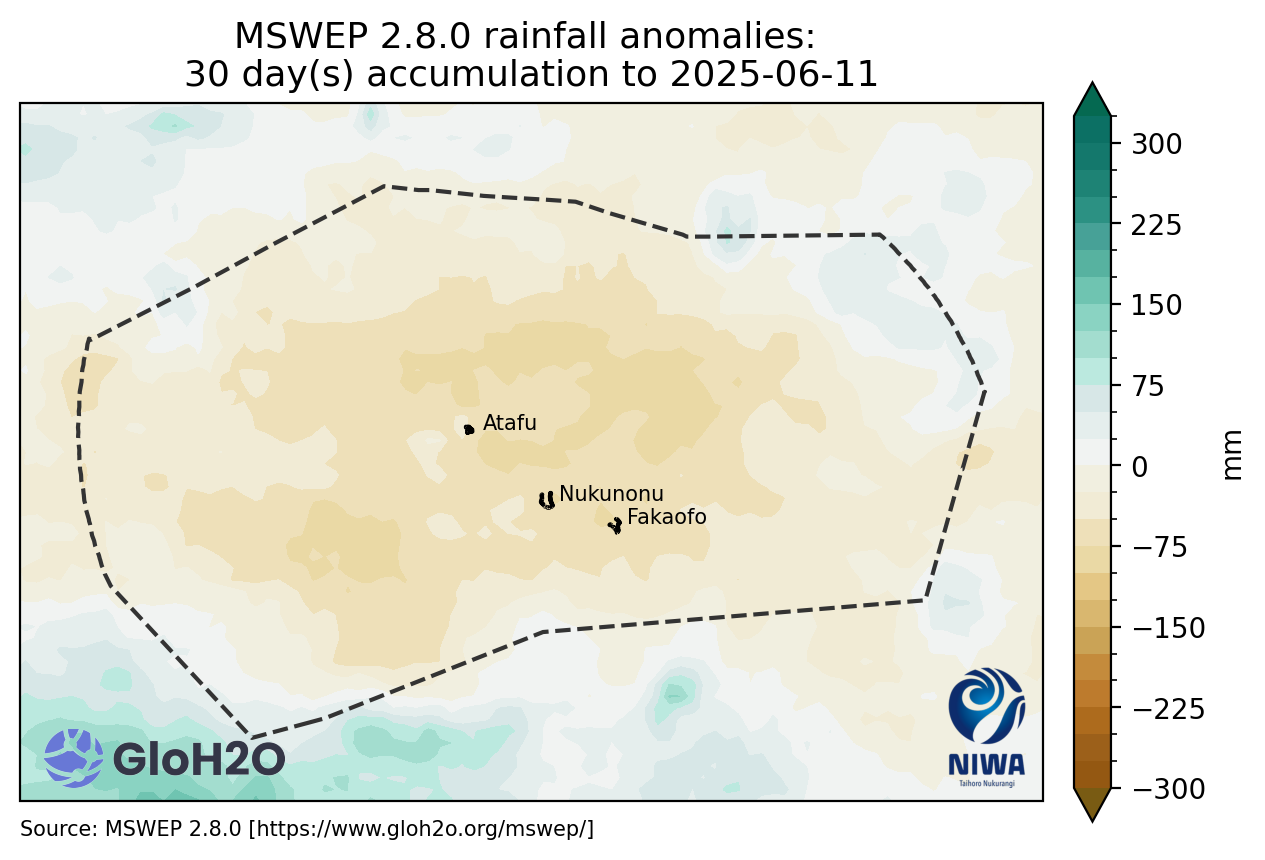 MSWEP 2.8.0 rainfall anomalies:
30 day(s) accumulation to 2025-06-11
300
225
150
75
0
−75
−150
−225
−300
mm
Atafu
Nukunonu
Fakaofo
GloH2O
NIWA
Taihoro Nukurangi
Source: MSWEP 2.8.0 [https://www.gloh2o.org/mswep/]